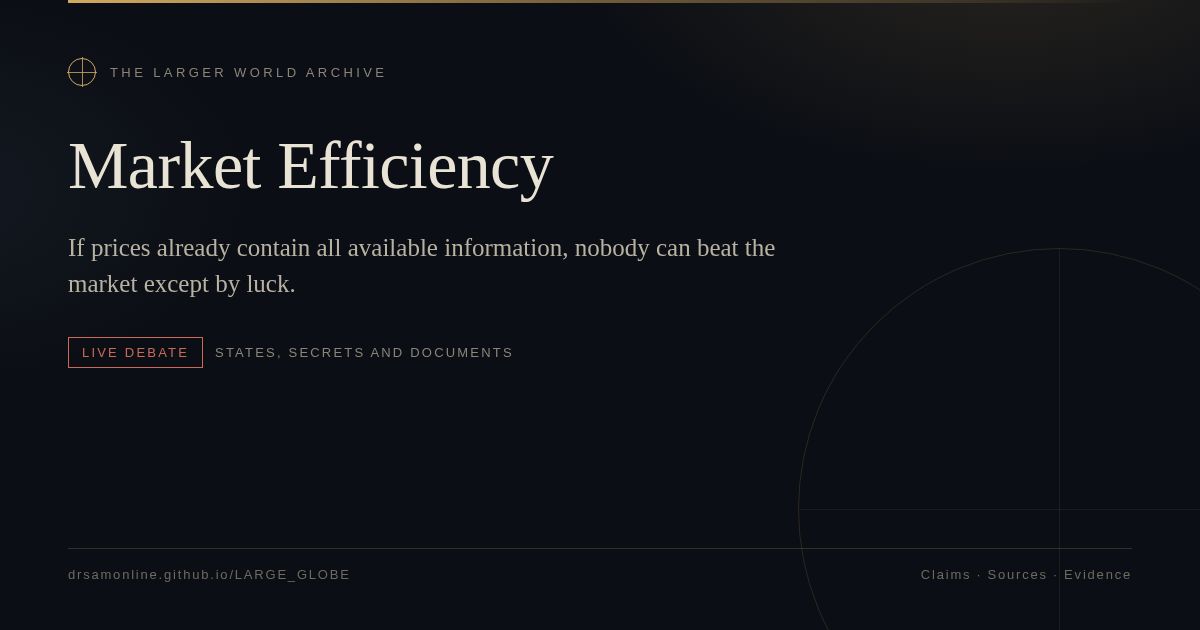 THE LARGER WORLD ARCHIVE
Market Efficiency
If prices already contain all available information, nobody can beat the
market except by luck.
LIVE DEBATE STATES, SECRETS AND DOCUMENTS
drsamonline.github.io/LARGE_GLOBE Claims · Sources · Evidence